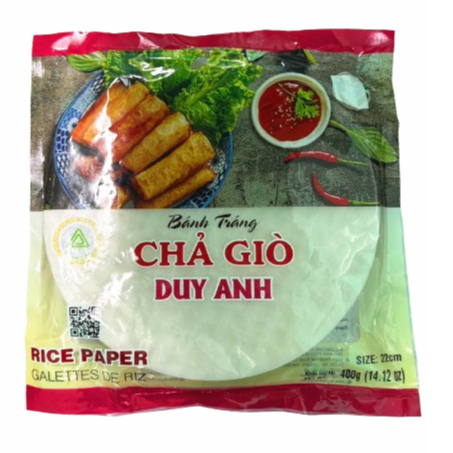 Bánh Tráng
CHẢ GIÒ
DUY ANH
RICE PAPER
GALETTES DE RIZ
SIZE: 22cm
400g (14.12 oz)